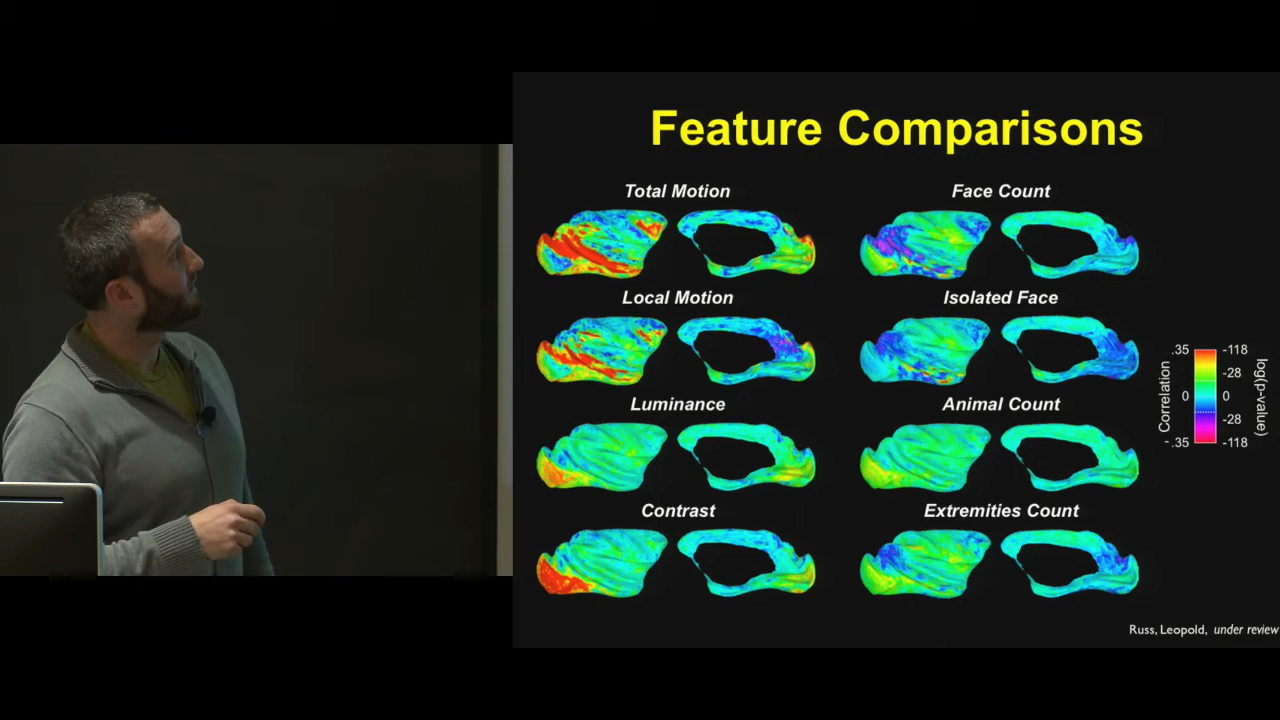 Feature Comparisons
Total Motion
Face Count
Local Motion
Isolated Face
Luminance
Animal Count
Contrast
Extremities Count
Correlation
.35
0
-.35
-118
-28
0
-28
-118
log(p-value)
Russ, Leopold, under review